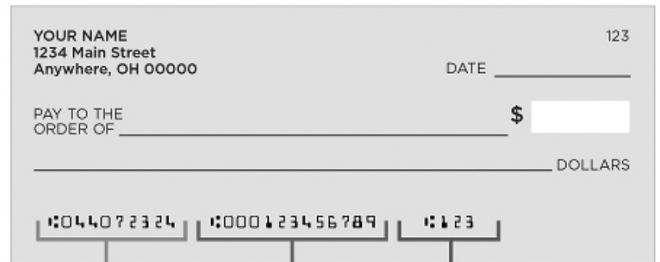 YOUR NAME
123
1234 Main Street
Anywhere, OH 00000
DATE
PAY TO THE
ORDER OF
$
DOLLARS
⑆044072324 ⑆000123456789 ⑆123